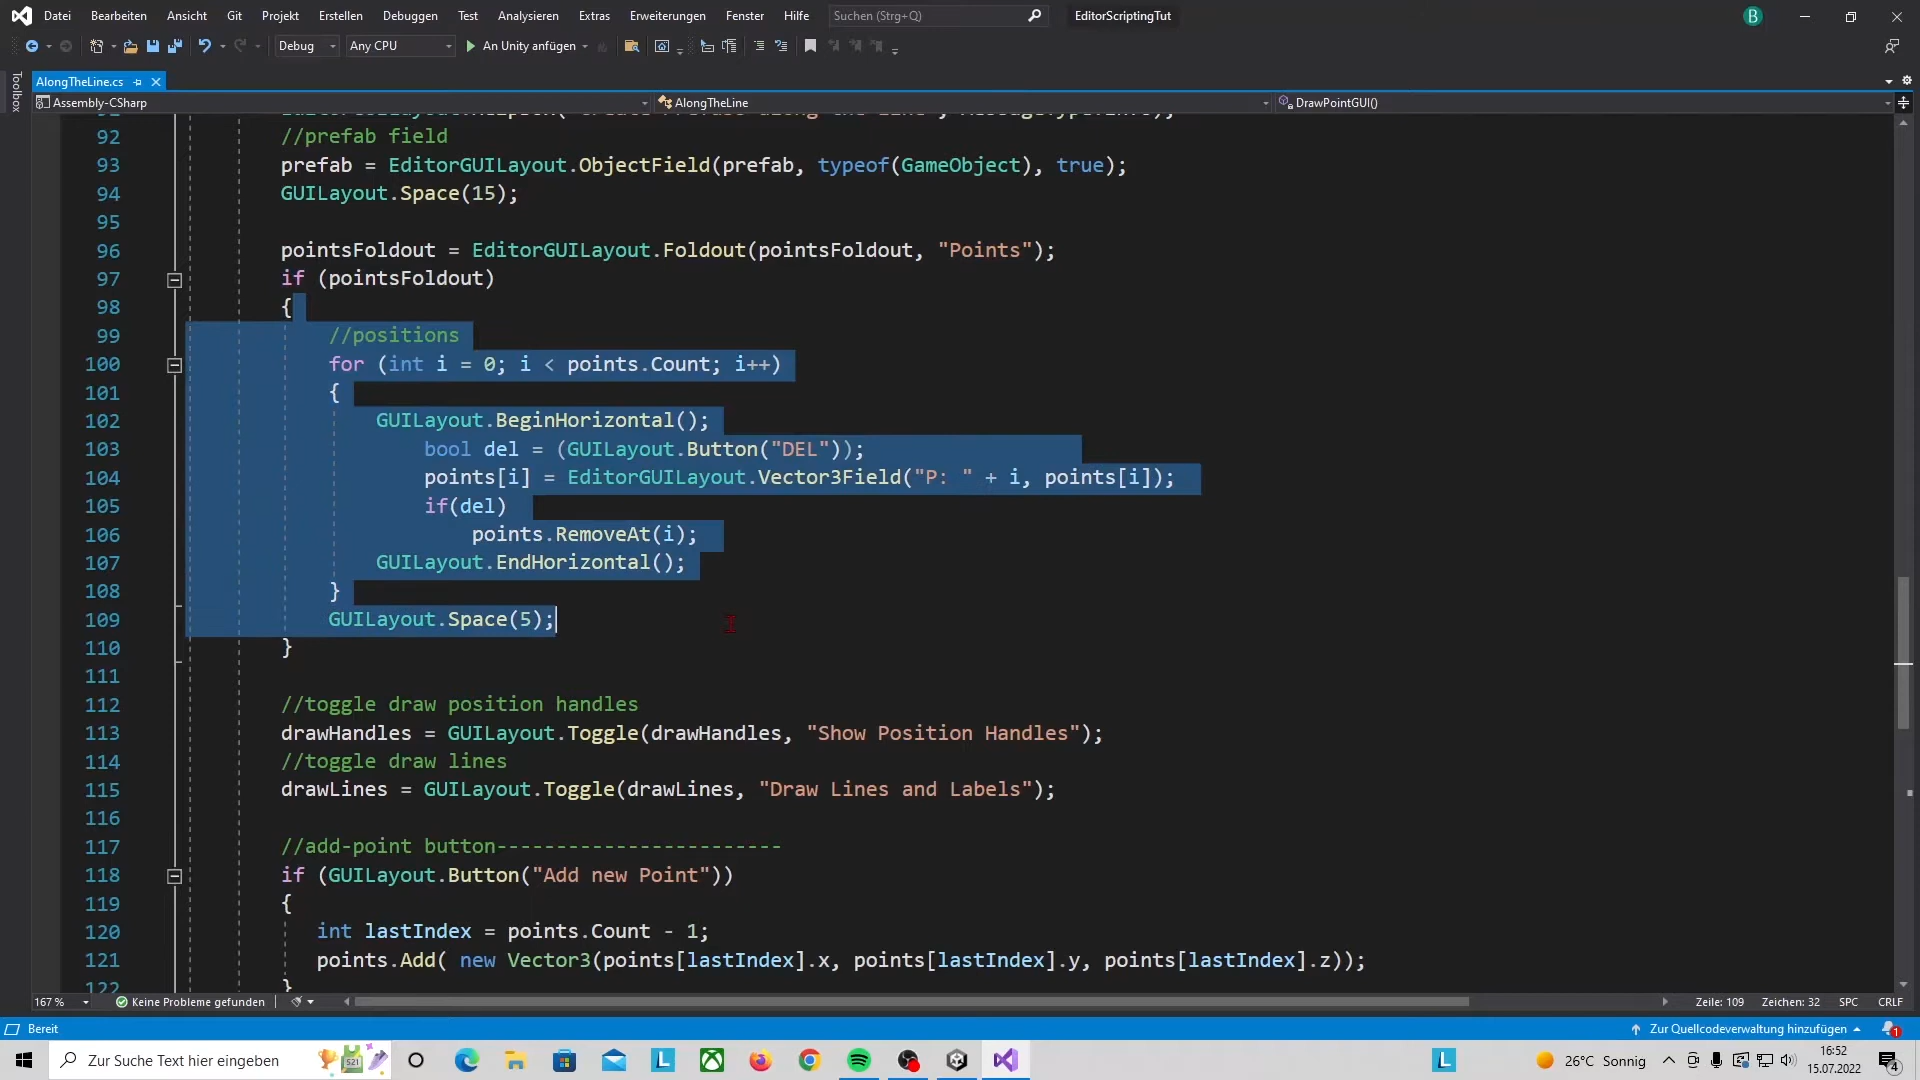 Datei Bearbeiten Ansicht Git Projekt Erstellen Debuggen Test Analysieren Extras Erweiterungen Fenster Hilfe Suchen (Strg+Q) EditorScriptingTut B
Debug Any CPU An Unity anfügen
Toolbox
AlongTheLine.cs
Assembly-CSharp AlongTheLine DrawPointGUI()
92 //prefab field
93 prefab = EditorGUILayout.ObjectField(prefab, typeof(GameObject), true);
94 GUILayout.Space(15);
95
96 pointsFoldout = EditorGUILayout.Foldout(pointsFoldout, "Points");
97 if (pointsFoldout)
98 {
99 //positions
100 for (int i = 0; i < points.Count; i++)
101 {
102 GUILayout.BeginHorizontal();
103 bool del = (GUILayout.Button("DEL"));
104 points[i] = EditorGUILayout.Vector3Field("P: " + i, points[i]);
105 if(del)
106 points.RemoveAt(i);
107 GUILayout.EndHorizontal();
108 }
109 GUILayout.Space(5);
110 }
111
112 //toggle draw position handles
113 drawHandles = GUILayout.Toggle(drawHandles, "Show Position Handles");
114 //toggle draw lines
115 drawLines = GUILayout.Toggle(drawLines, "Draw Lines and Labels");
116
117 //add-point button------------------------
118 if (GUILayout.Button("Add new Point"))
119 {
120 int lastIndex = points.Count - 1;
121 points.Add( new Vector3(points[lastIndex].x, points[lastIndex].y, points[lastIndex].z));
122 }
167 % Keine Probleme gefunden Zeile: 109 Zeichen: 32 SPC CRLF
Bereit Zur Quellcodeverwaltung hinzufügen 1
Zur Suche Text hier eingeben L L 26°C Sonnig 16:52
15.07.2022 4